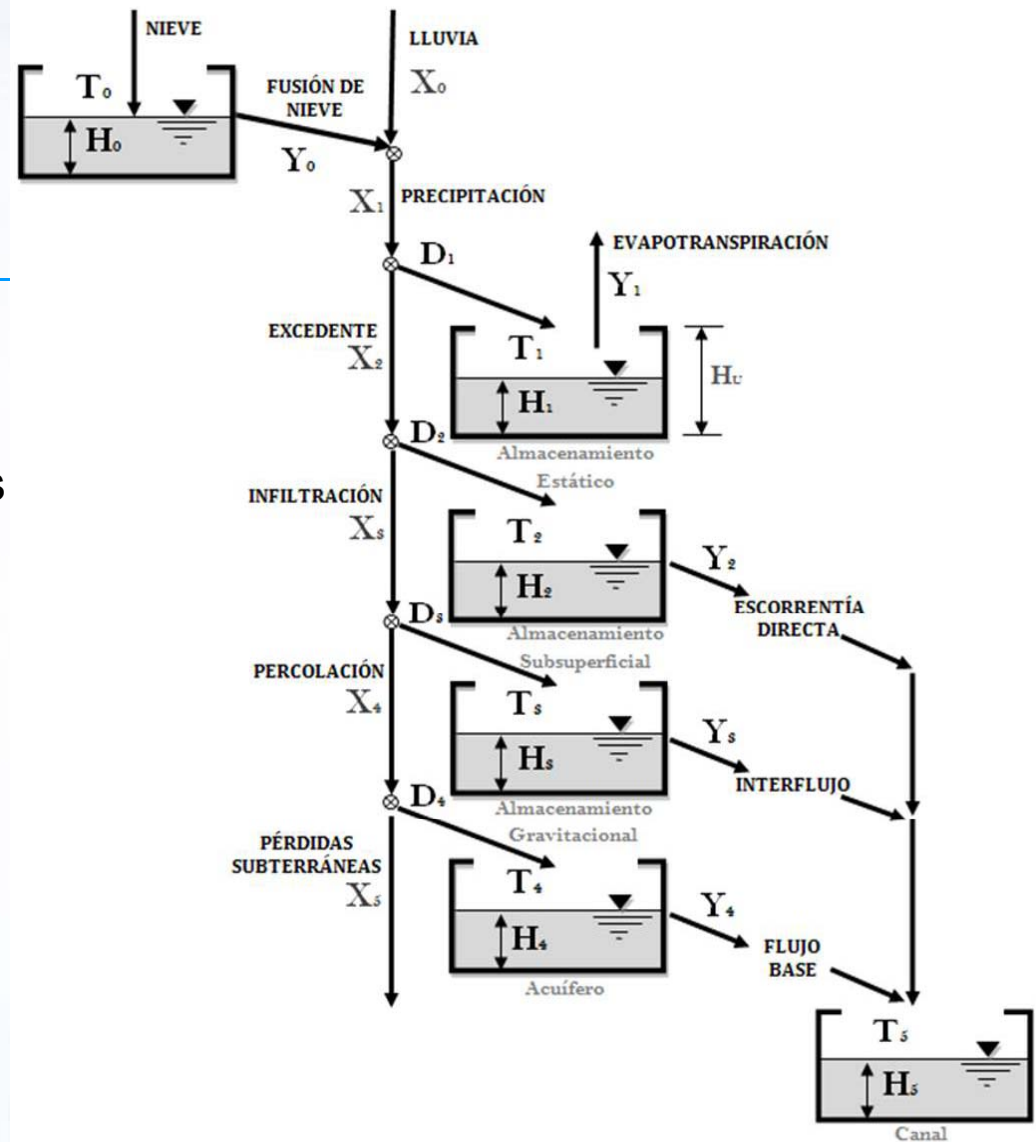 NIEVE
LLUVIA
X₀
T₀
H₀
FUSIÓN DE
NIEVE
Y₀
X₁
PRECIPITACIÓN
D₁
EVAPOTRANSPIRACIÓN
Y₁
EXCEDENTE
X₂
T₁
H₁
Hᵤ
D₂
Almacenamiento
Estático
S
INFILTRACIÓN
X₃
T₂
H₂
Y₂
ESCORRENTÍA
DIRECTA
D₃
Almacenamiento
Subsuperficial
PERCOLACIÓN
X₄
T₃
H₃
Y₃
INTERFLUJO
D₄
Almacenamiento
Gravitacional
PÉRDIDAS
SUBTERRÁNEAS
X₅
T₄
H₄
Y₄
FLUJO
BASE
Acuífero
T₅
H₅
Canal